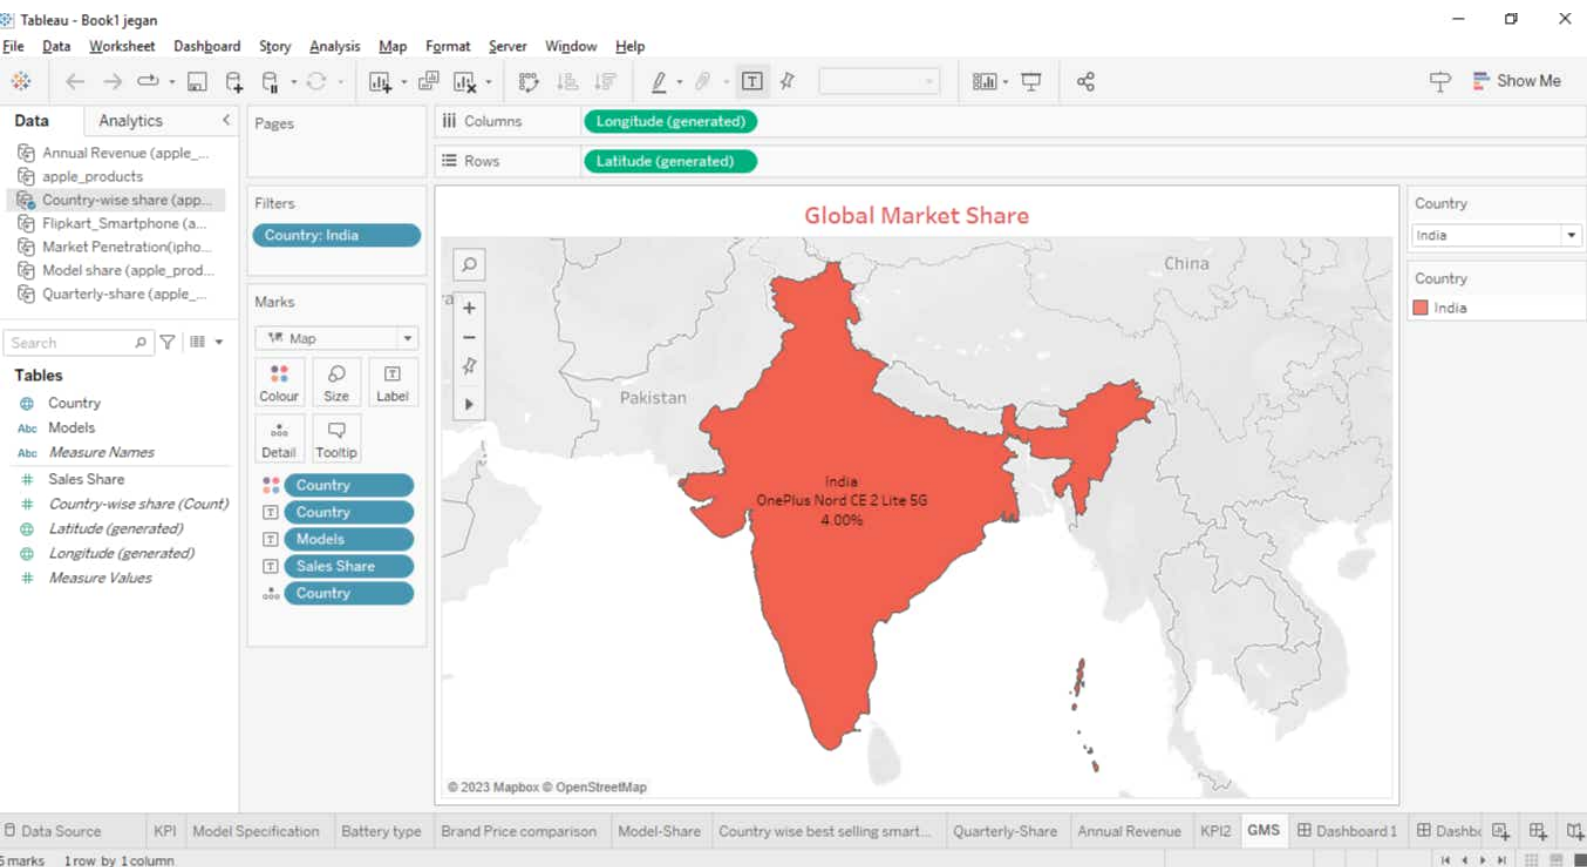 Tableau - Book1 jegan
File Data Worksheet Dashboard Story Analysis Map Format Server Window Help
Show Me
Data Analytics
Annual Revenue (apple_...
apple_products
Country-wise share (app...
Flipkart_Smartphone (a...
Market Penetration(ipho...
Model share (apple_prod...
Quarterly-share (apple_...
Search
Tables
Country
Abc Models
Abc Measure Names
# Sales Share
# Country-wise share (Count)
Latitude (generated)
Longitude (generated)
# Measure Values
Pages
Filters
Country: India
Marks
Map
Colour Size Label
Detail Tooltip
Country
Country
Models
Sales Share
Country
Columns Longitude (generated)
Rows Latitude (generated)
Global Market Share
China
Pakistan
India
OnePlus Nord CE 2 Lite 5G
4.00%
© 2023 Mapbox © OpenStreetMap
Country
India
Country
India
Data Source KPI Model Specification Battery type Brand Price comparison Model-Share Country wise best selling smart... Quarterly-Share Annual Revenue KPI2 GMS Dashboard 1 Dashb
marks 1 row by 1 column